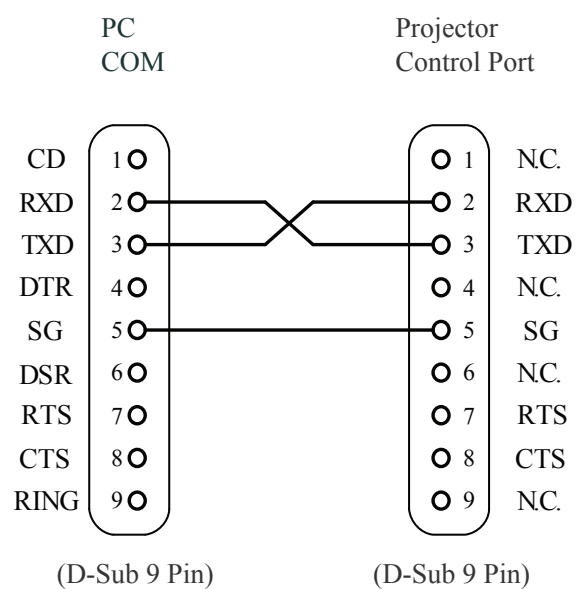 PC Projector
COM Control Port
CD 1 1 N.C.
RXD 2 2 RXD
TXD 3 3 TXD
DTR 4 4 N.C.
SG 5 5 SG
DSR 6 6 N.C.
RTS 7 7 RTS
CTS 8 8 CTS
RING 9 9 N.C.
(D-Sub 9 Pin) (D-Sub 9 Pin)